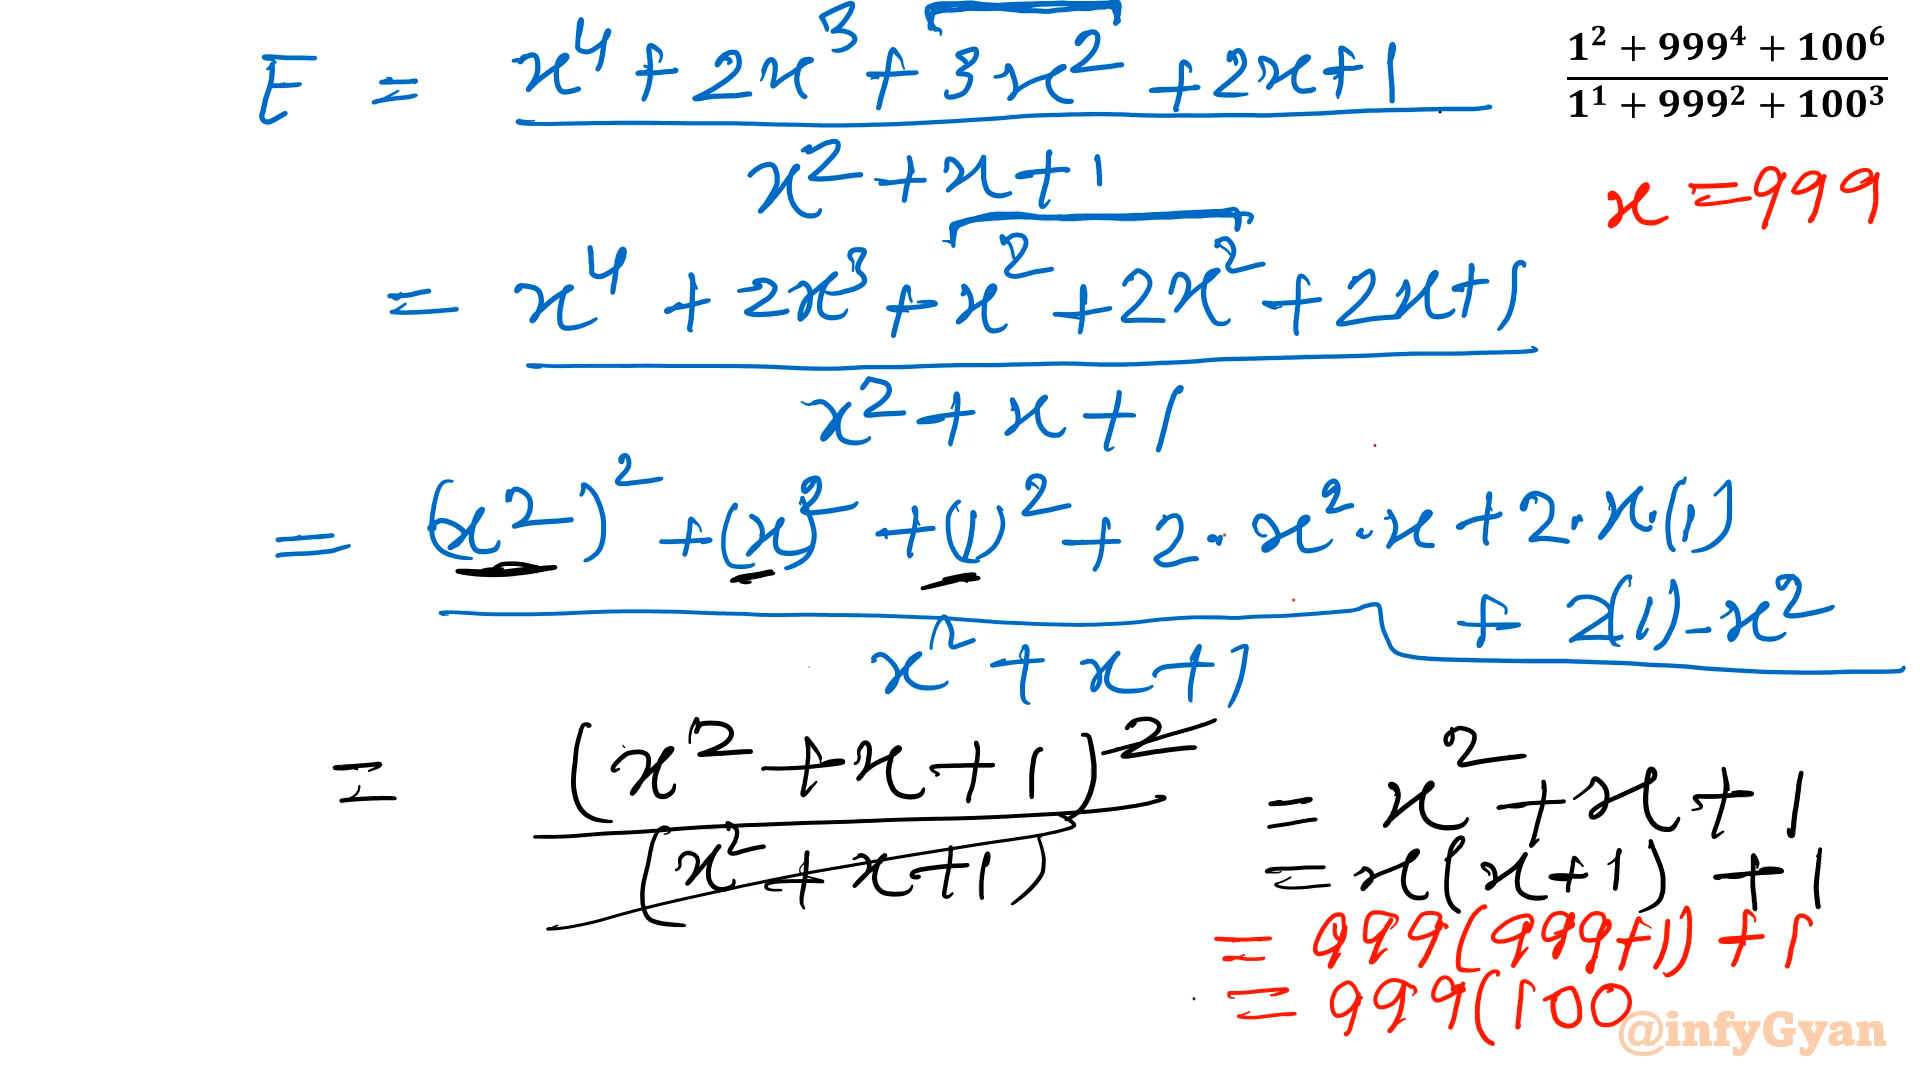 E = x⁴ + 2x³ + 3x² + 2x + 1
x² + x + 1
1² + 999⁴ + 100⁶
1¹ + 999² + 100³
x = 999
= x⁴ + 2x³ + x² + 2x² + 2x + 1
x² + x + 1
= (x²)² + (x)² + (1)² + 2·x²·x + 2·x·(1)
+ 2(1)-x²
x² + x + 1
= (x² + x + 1)²
(x² + x + 1)
= x² + x + 1
= x(x+1) + 1
= 999(999+1) + 1
= 999(100
@infyGyan